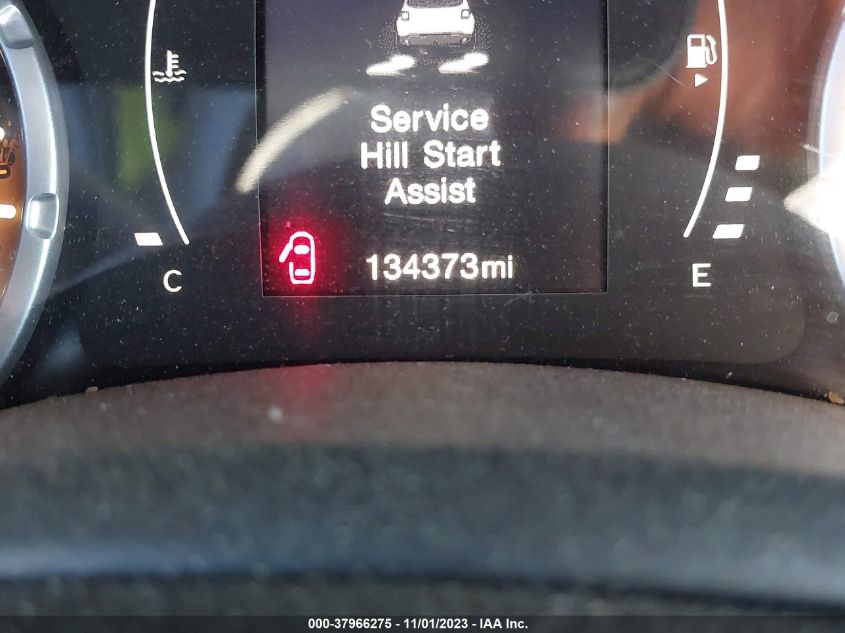 Service
Hill Start
Assist
134373mi
C
E
000-37966275 - 11/01/2023 - IAA Inc.